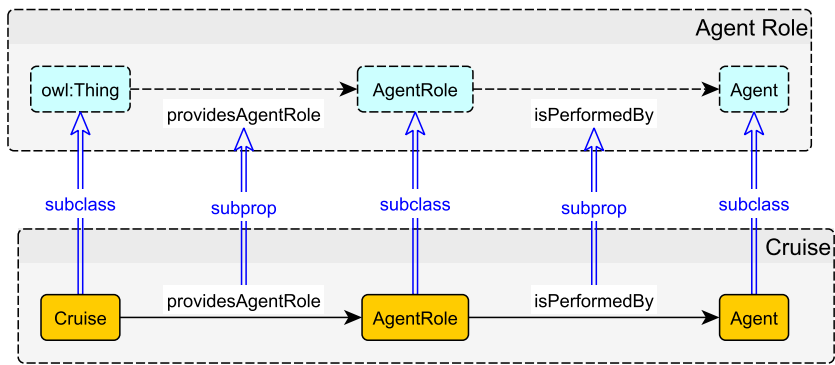 Agent Role
owl:Thing
AgentRole
Agent
providesAgentRole
isPerformedBy
subclass
subprop
subclass
subprop
subclass
Cruise
providesAgentRole
isPerformedBy
Cruise
AgentRole
Agent